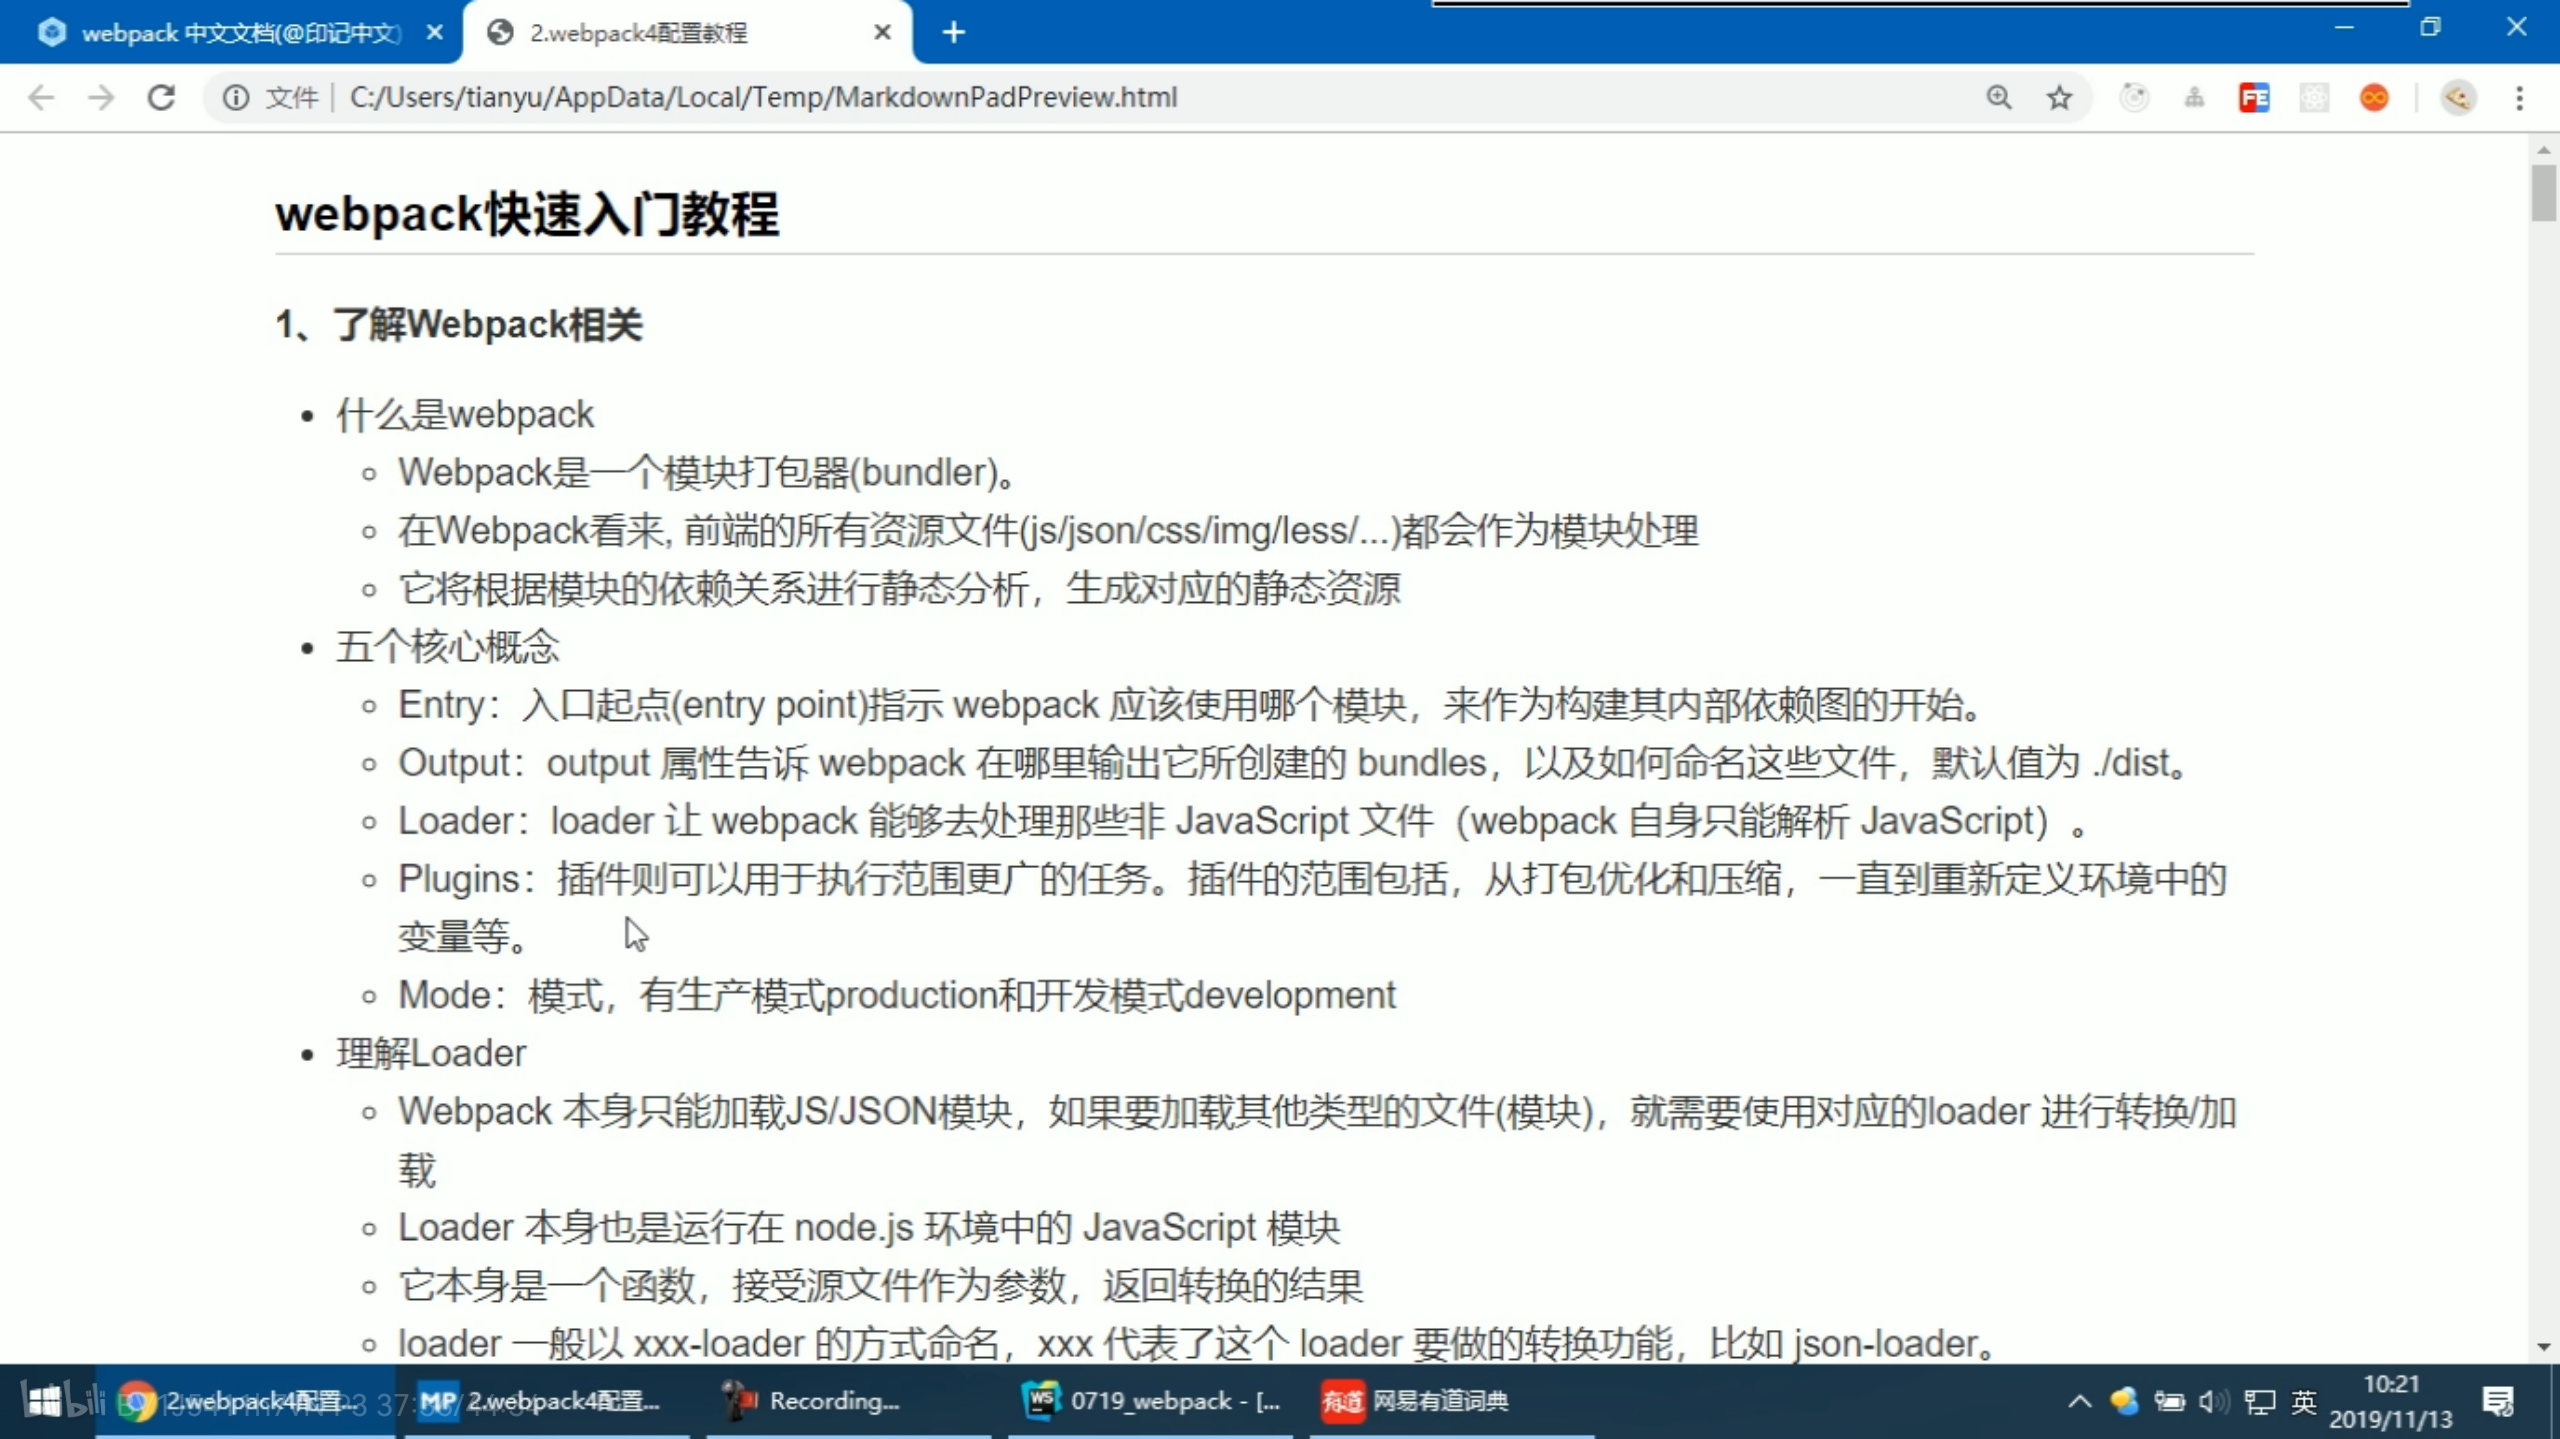 webpack 中文文档(@印记中文)
2.webpack4配置教程
文件
C:/Users/tianyu/AppData/Local/Temp/MarkdownPadPreview.html
FE
webpack快速入门教程
1、了解Webpack相关
什么是webpack
Webpack是一个模块打包器(bundler)。
在Webpack看来, 前端的所有资源文件(js/json/css/img/less/...)都会作为模块处理
它将根据模块的依赖关系进行静态分析，生成对应的静态资源
五个核心概念
Entry：入口起点(entry point)指示 webpack 应该使用哪个模块，来作为构建其内部依赖图的开始。
Output：output 属性告诉 webpack 在哪里输出它所创建的 bundles，以及如何命名这些文件，默认值为 ./dist。
Loader：loader 让 webpack 能够去处理那些非 JavaScript 文件（webpack 自身只能解析 JavaScript）。
Plugins：插件则可以用于执行范围更广的任务。插件的范围包括，从打包优化和压缩，一直到重新定义环境中的
变量等。
Mode：模式，有生产模式production和开发模式development
理解Loader
Webpack 本身只能加载JS/JSON模块，如果要加载其他类型的文件(模块)，就需要使用对应的loader 进行转换/加
载
Loader 本身也是运行在 node.js 环境中的 JavaScript 模块
它本身是一个函数，接受源文件作为参数，返回转换的结果
loader 一般以 xxx-loader 的方式命名，xxx 代表了这个 loader 要做的转换功能，比如 json-loader。
bilibili
2.webpack4配置...
MP 2.webpack4配置...
Recording...
WS 0719_webpack - [...
有道 网易有道词典
英
10:21
2019/11/13